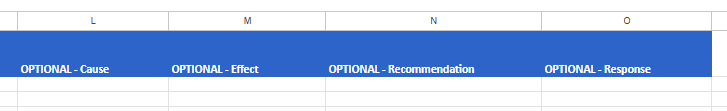 L M N O
OPTIONAL - Cause OPTIONAL - Effect OPTIONAL - Recommendation OPTIONAL - Response